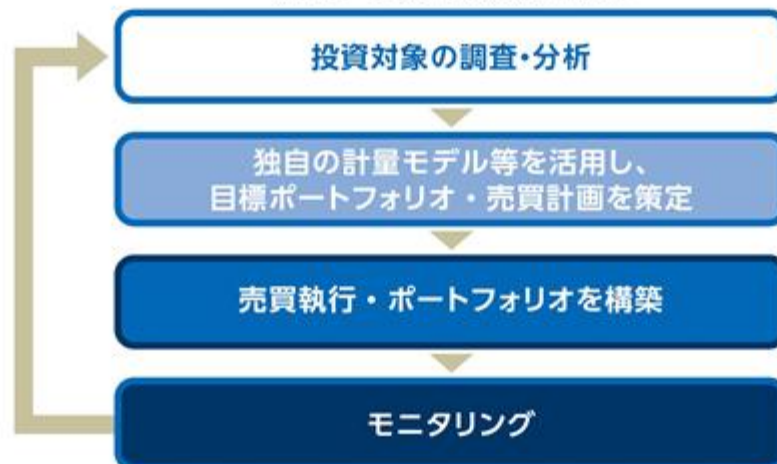 投資対象の調査・分析
独自の計量モデル等を活用し、
目標ポートフォリオ・売買計画を策定
売買執行・ポートフォリオを構築
モニタリング